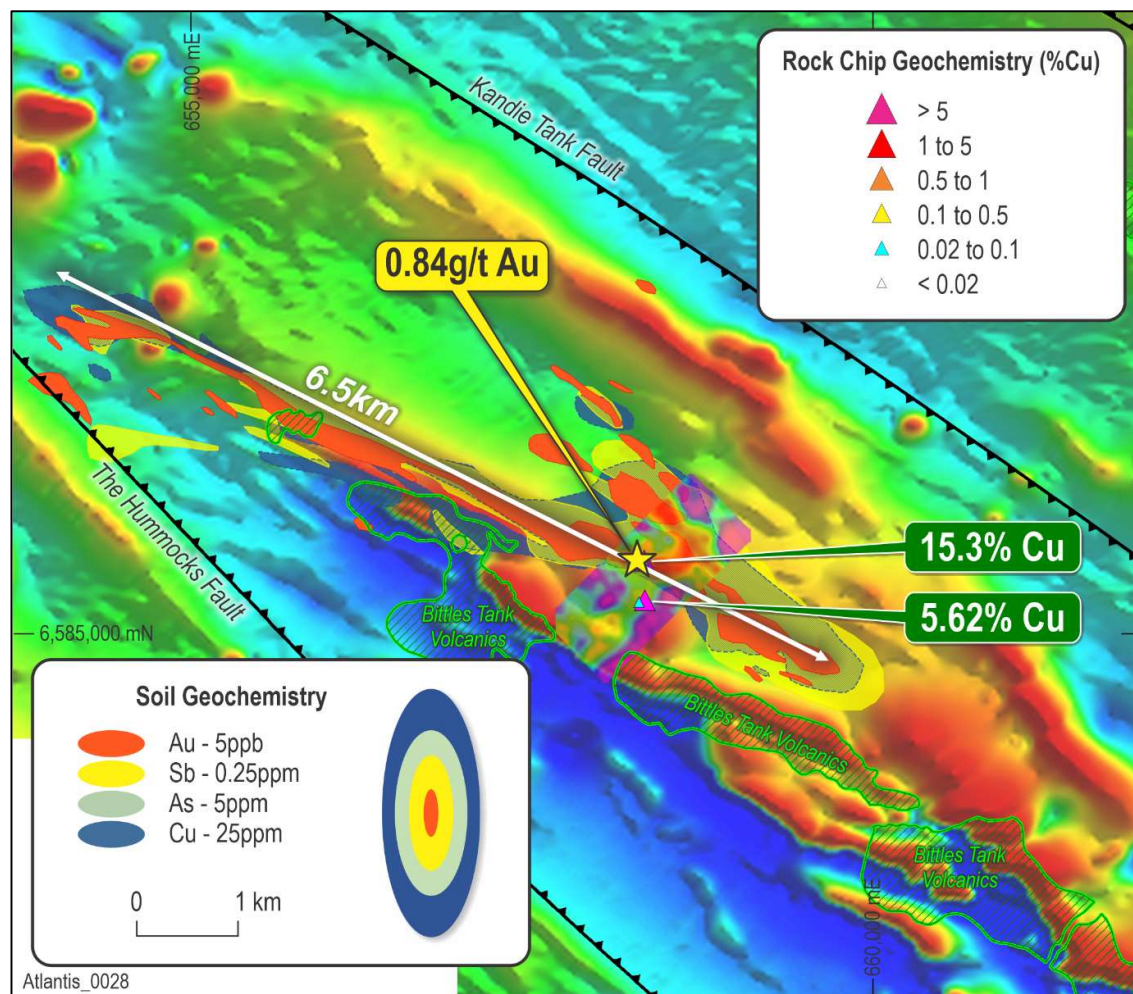 655,000 mE
Kandie Tank Fault
Rock Chip Geochemistry (%Cu)
> 5
1 to 5
0.5 to 1
0.1 to 0.5
0.02 to 0.1
< 0.02
0.84g/t Au
6.5km
The Hummocks Fault
15.3% Cu
5.62% Cu
Bittles Tank
Volcanics
6,585,000 mN
Bittles Tank Volcanics
Bittles Tank
Volcanics
660,000 mE
Soil Geochemistry
Au - 5ppb
Sb - 0.25ppm
As - 5ppm
Cu - 25ppm
0
1 km
Atlantis_0028